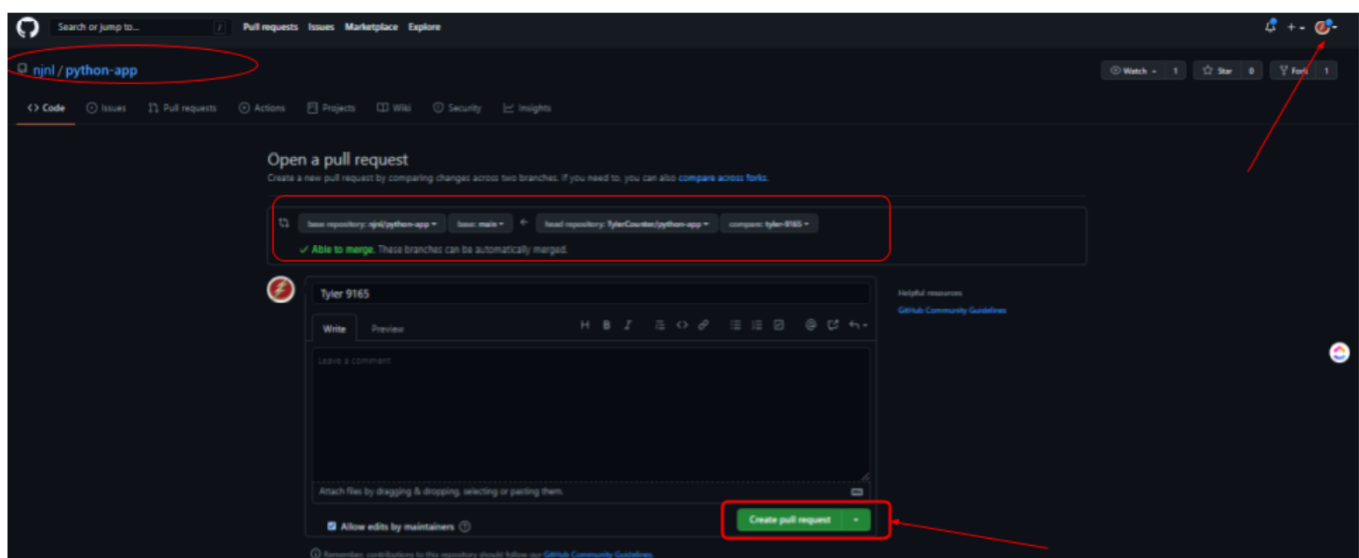 Search or jump to... / Pull requests Issues Marketplace Explore
njnl / python-app
Watch 1 Star 0 Fork 1
Code Issues Pull requests Actions Projects Wiki Security Insights
Open a pull request
Create a new pull request by comparing changes across two branches. If you need to, you can also compare across forks.
base repository: njnl/python-app base: main head repository: TylerCounter/python-app compare: tyler-9165
Able to merge. These branches can be automatically merged.
Tyler 9165
Helpful resources
GitHub Community Guidelines
Write Preview H B I @
Leave a comment
Attach files by dragging & dropping, selecting or pasting them.
Create pull request
Allow edits by maintainers ?
Remember, contributions to this repository should follow our GitHub Community Guidelines.